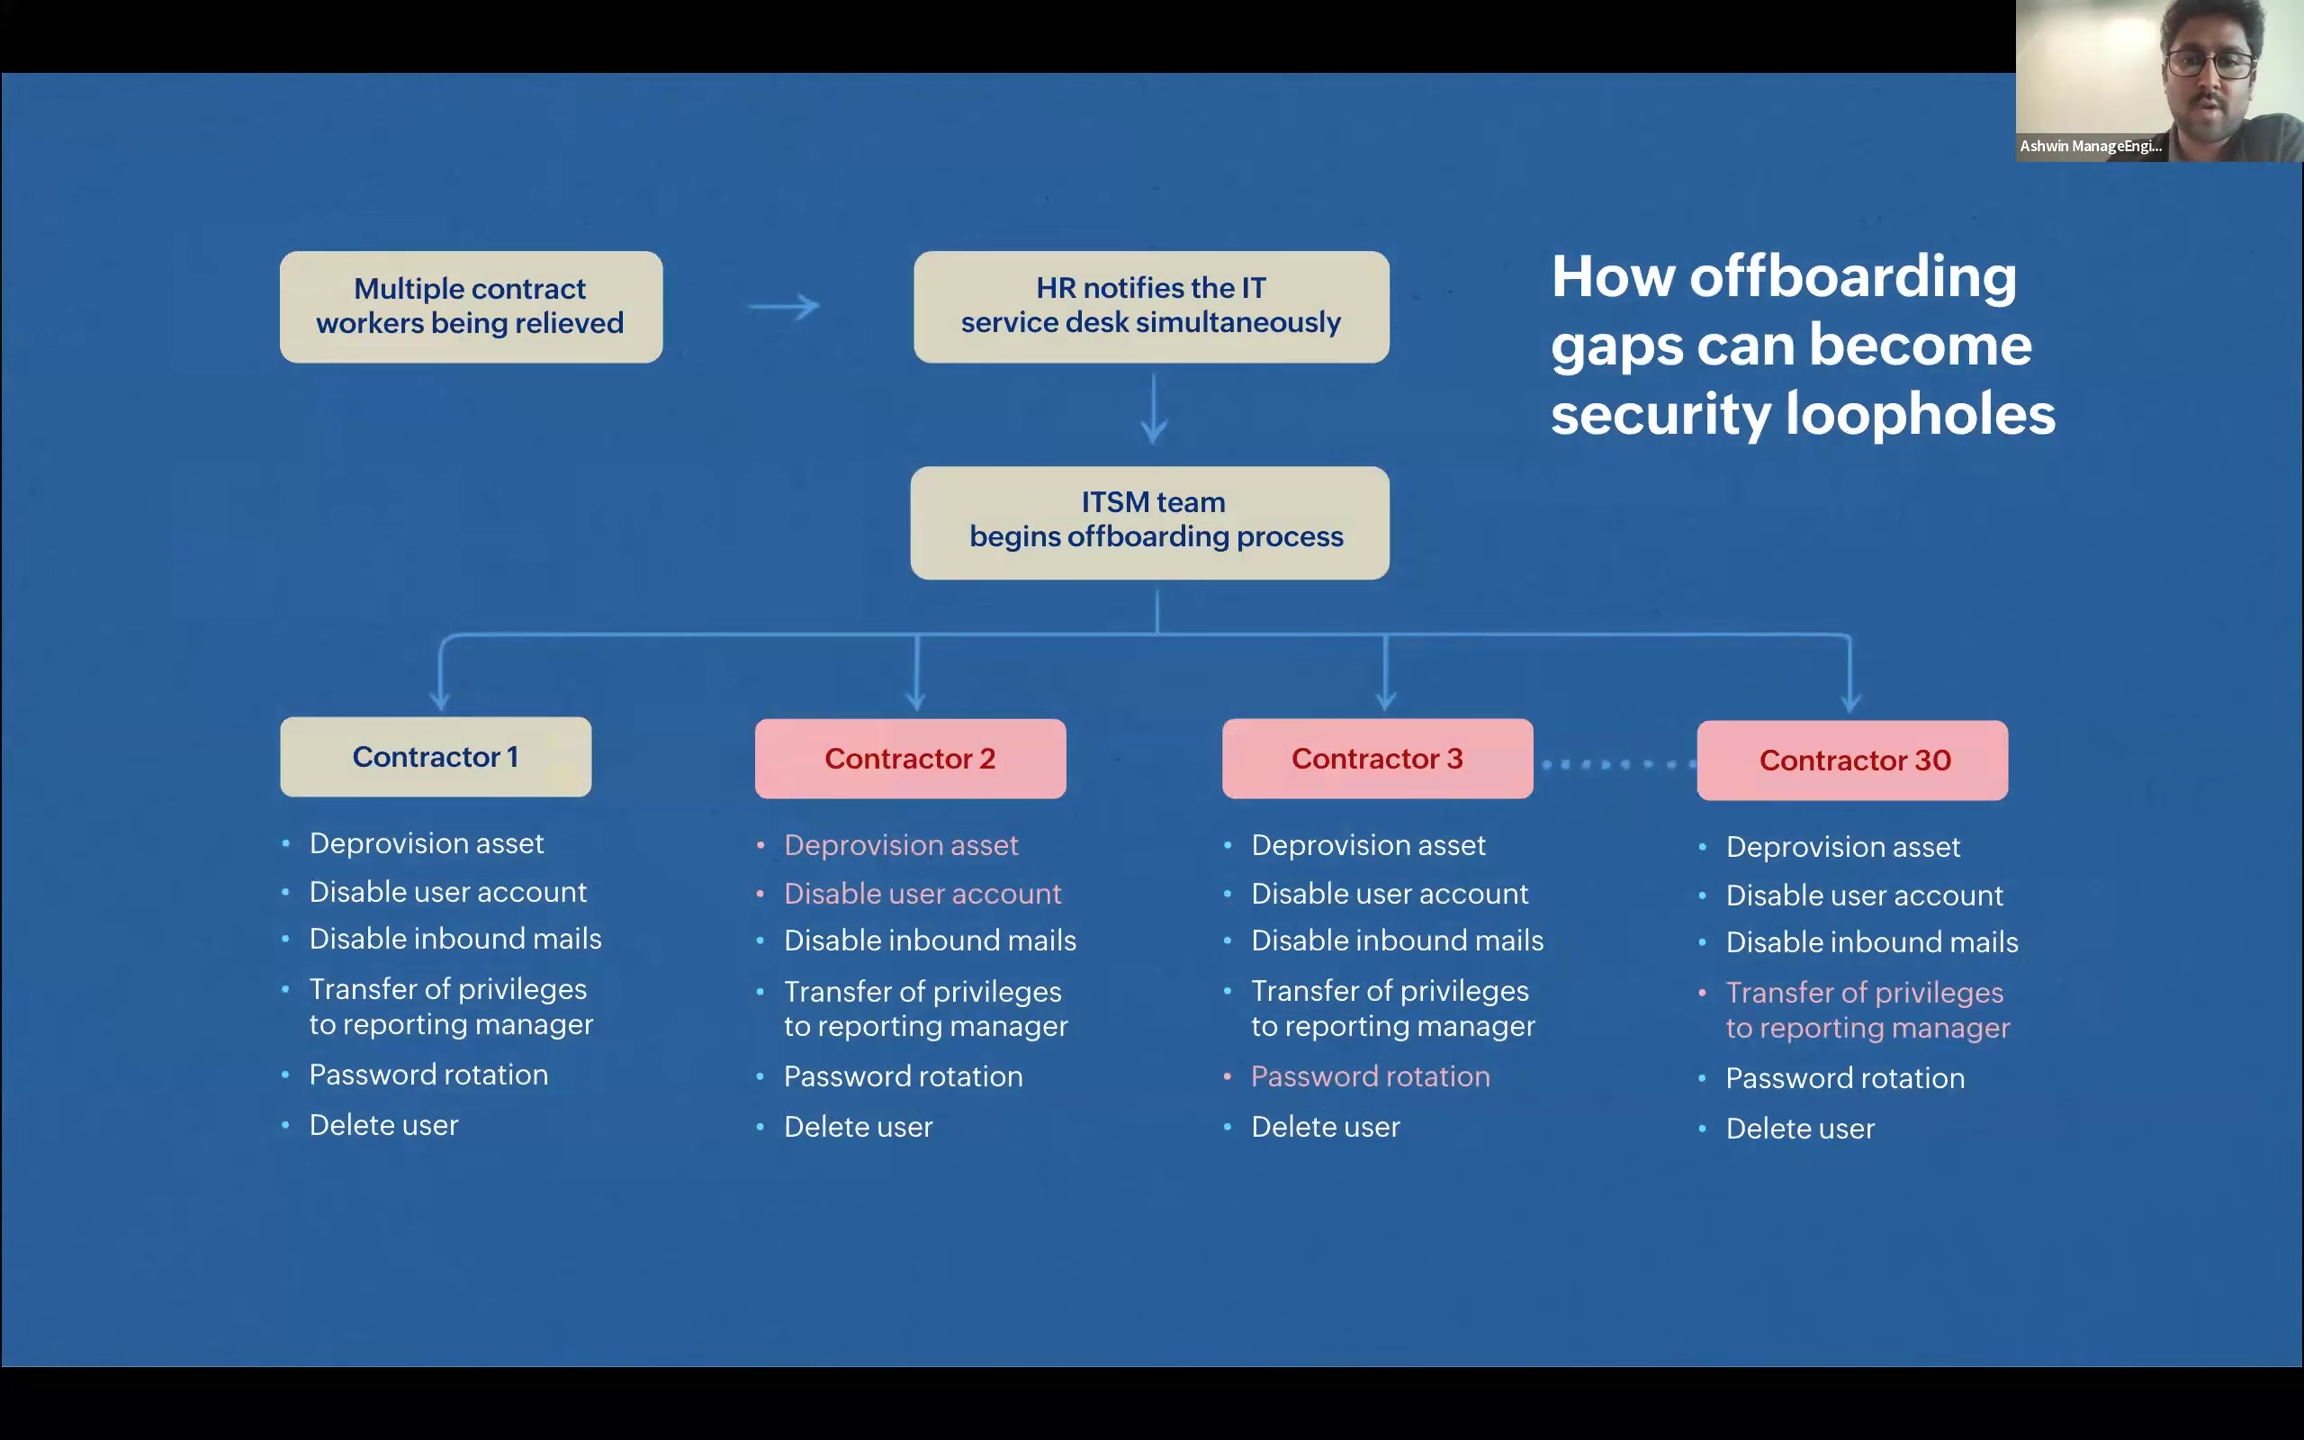 Ashwin ManageEngi...
Multiple contract
workers being relieved
HR notifies the IT
service desk simultaneously
How offboarding
gaps can become
security loopholes
ITSM team
begins offboarding process
Contractor 1
• Deprovision asset
• Disable user account
• Disable inbound mails
• Transfer of privileges
to reporting manager
• Password rotation
• Delete user
Contractor 2
• Deprovision asset
• Disable user account
• Disable inbound mails
• Transfer of privileges
to reporting manager
• Password rotation
• Delete user
Contractor 3
• Deprovision asset
• Disable user account
• Disable inbound mails
• Transfer of privileges
to reporting manager
• Password rotation
• Delete user
Contractor 30
• Deprovision asset
• Disable user account
• Disable inbound mails
• Transfer of privileges
to reporting manager
• Password rotation
• Delete user